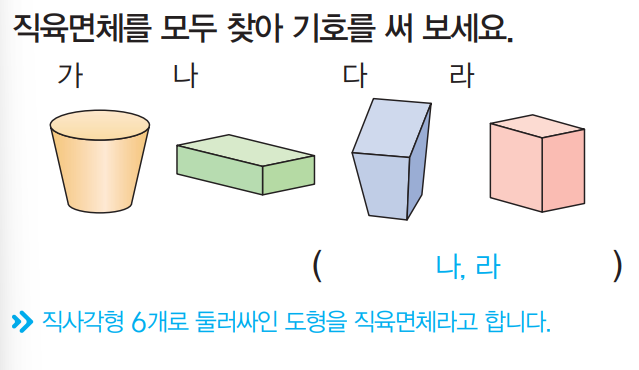 직육면체를 모두 찾아 기호를 써 보세요.
가 나 다 라
( 나, 라 )
» 직사각형 6개로 둘러싸인 도형을 직육면체라고 합니다.